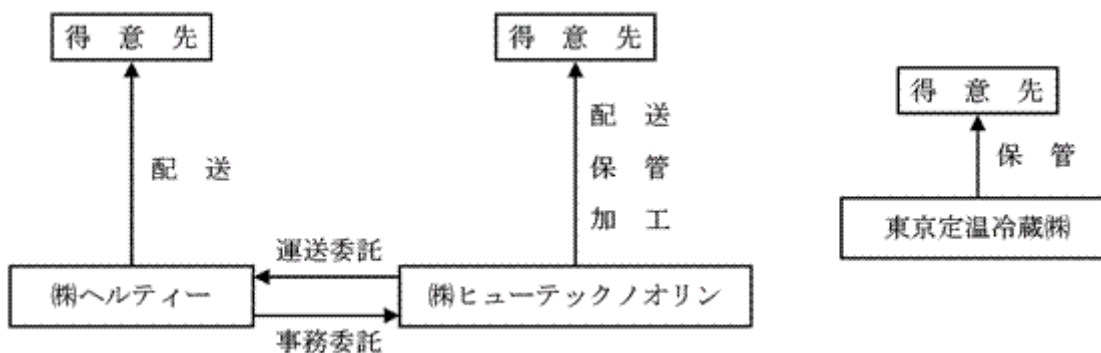 得意先
得意先
得意先
配送
配送
保管
加工
保管
東京定温冷蔵㈱
運送委託
㈱ヘルティー
㈱ヒューテックノオリン
事務委託